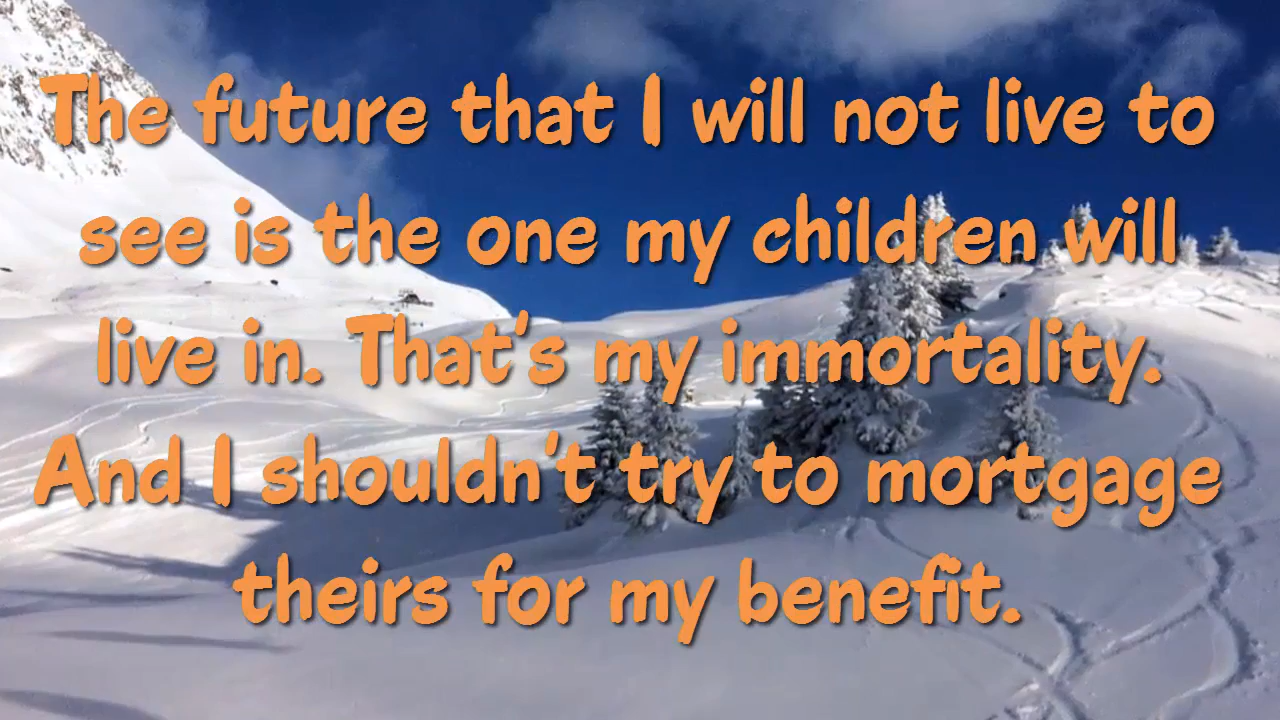 The future that I will not live to
see is the one my children will
live in. That's my immortality.
And I shouldn't try to mortgage
theirs for my benefit.